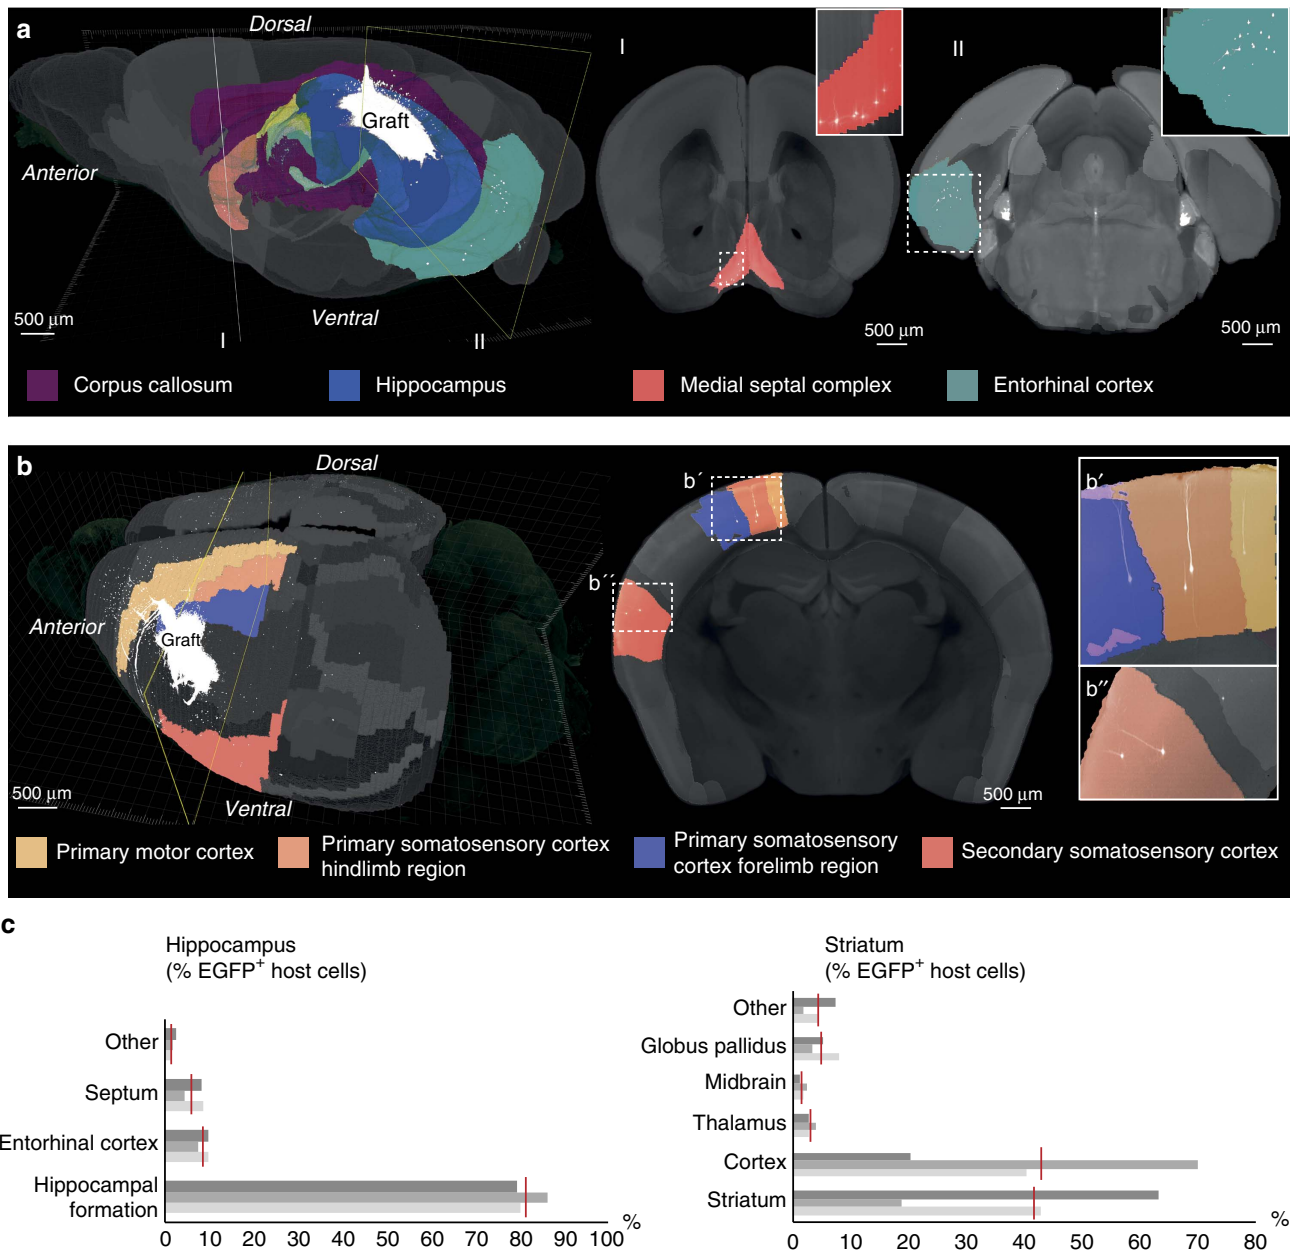 a
Dorsal
Graft
Anterior
Ventral
500 µm
I
II
I
500 µm
II
500 µm
Corpus callosum
Hippocampus
Medial septal complex
Entorhinal cortex
b
Dorsal
Graft
Anterior
Ventral
500 µm
b´
b´´
500 µm
b′
b″
Primary motor cortex
Primary somatosensory cortex
hindlimb region
Primary somatosensory
cortex forelimb region
Secondary somatosensory cortex
c
Hippocampus
(% EGFP+ host cells)
Other
Septum
Entorhinal cortex
Hippocampal
formation
%
0 10 20 30 40 50 60 70 80 90 100
Striatum
(% EGFP+ host cells)
Other
Globus pallidus
Midbrain
Thalamus
Cortex
Striatum
%
0 10 20 30 40 50 60 70 80